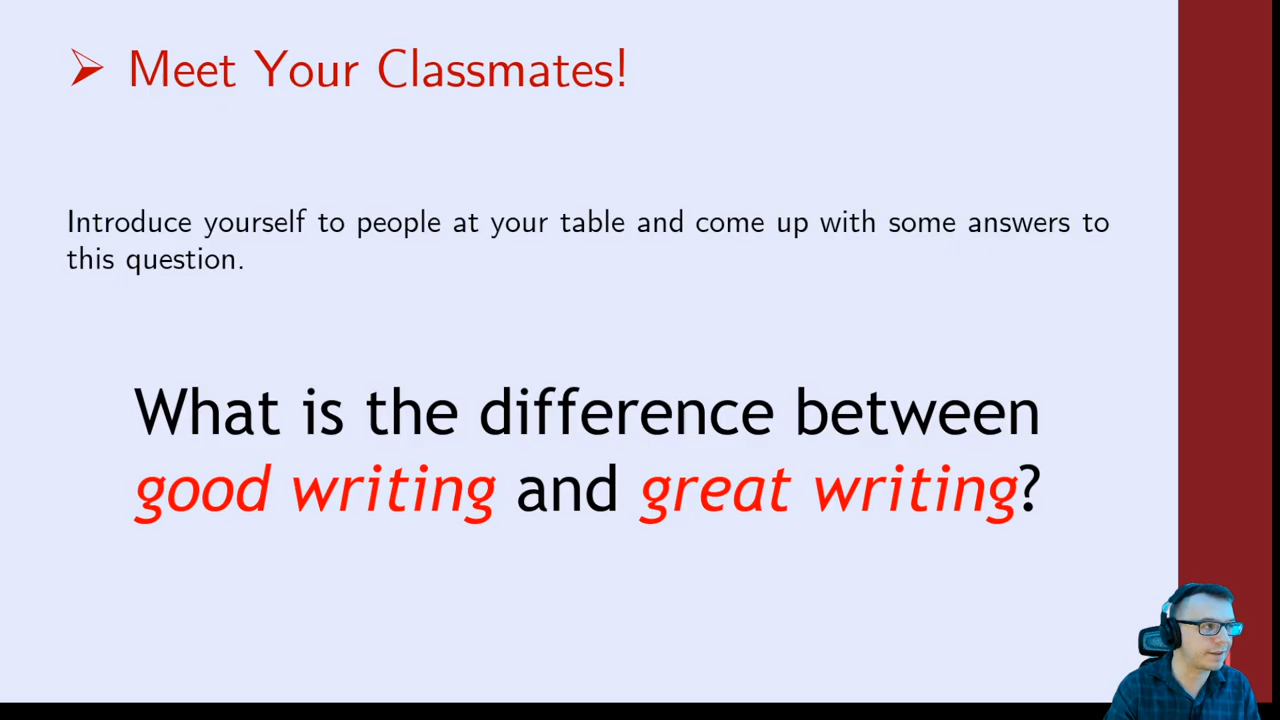 Meet Your Classmates!
Introduce yourself to people at your table and come up with some answers to
this question.
What is the difference between
good writing and great writing?